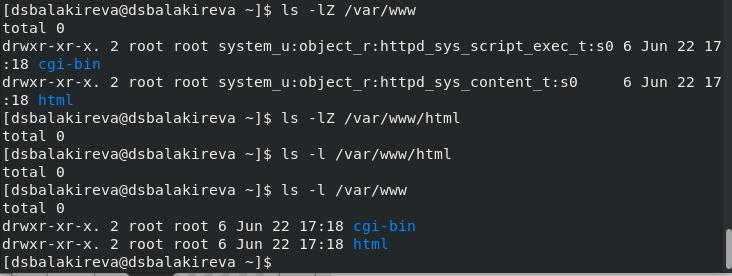 [dsbalakireva@dsbalakireva ~]$ ls -lZ /var/www
total 0
drwxr-xr-x. 2 root root system_u:object_r:httpd_sys_script_exec_t:s0 6 Jun 22 17
:18 cgi-bin
drwxr-xr-x. 2 root root system_u:object_r:httpd_sys_content_t:s0     6 Jun 22 17
:18 html
[dsbalakireva@dsbalakireva ~]$ ls -lZ /var/www/html
total 0
[dsbalakireva@dsbalakireva ~]$ ls -l /var/www/html
total 0
[dsbalakireva@dsbalakireva ~]$ ls -l /var/www
total 0
drwxr-xr-x. 2 root root 6 Jun 22 17:18 cgi-bin
drwxr-xr-x. 2 root root 6 Jun 22 17:18 html
[dsbalakireva@dsbalakireva ~]$